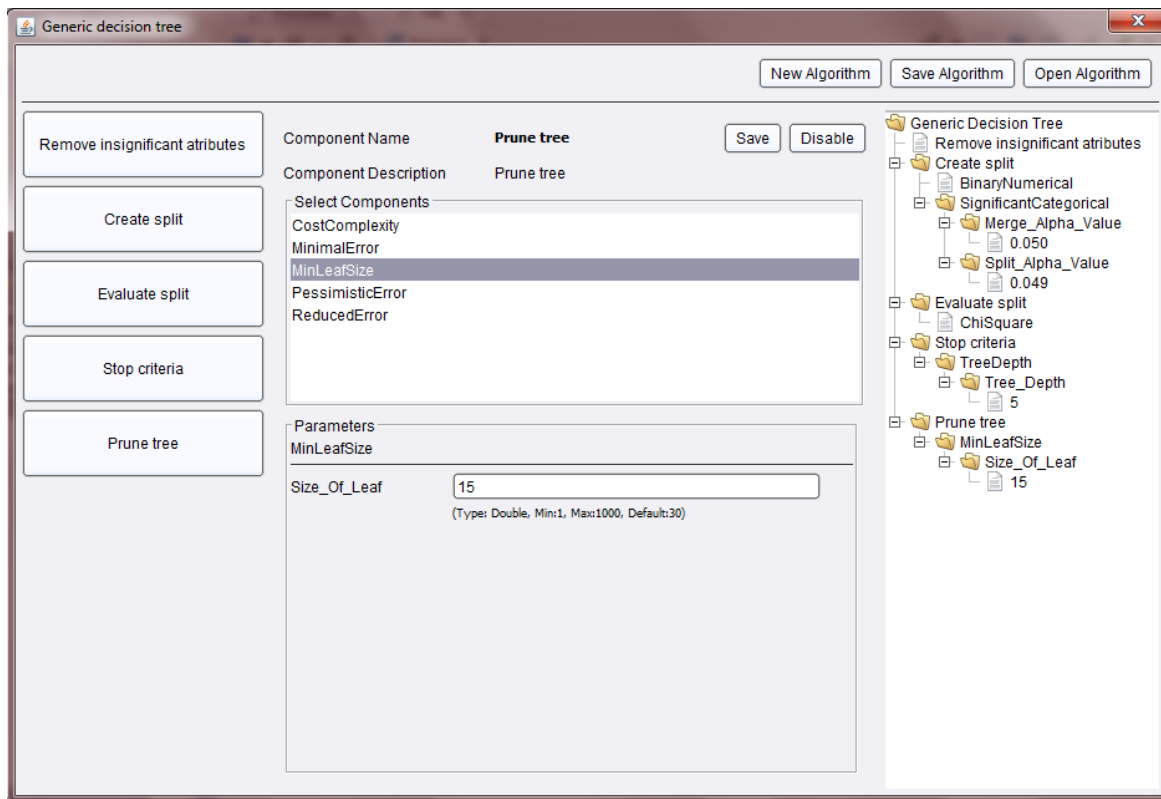 Generic decision tree
New Algorithm
Save Algorithm
Open Algorithm
Remove insignificant atributes
Create split
Evaluate split
Stop criteria
Prune tree
Component Name
Prune tree
Save
Disable
Component Description
Prune tree
Select Components
CostComplexity
MinimalError
MinLeafSize
PessimisticError
ReducedError
Parameters
MinLeafSize
Size_Of_Leaf
15
(Type: Double, Min:1, Max:1000, Default:30)
Generic Decision Tree
Remove insignificant atributes
Create split
BinaryNumerical
SignificantCategorical
Merge_Alpha_Value
0.050
Split_Alpha_Value
0.049
Evaluate split
ChiSquare
Stop criteria
TreeDepth
Tree_Depth
5
Prune tree
MinLeafSize
Size_Of_Leaf
15